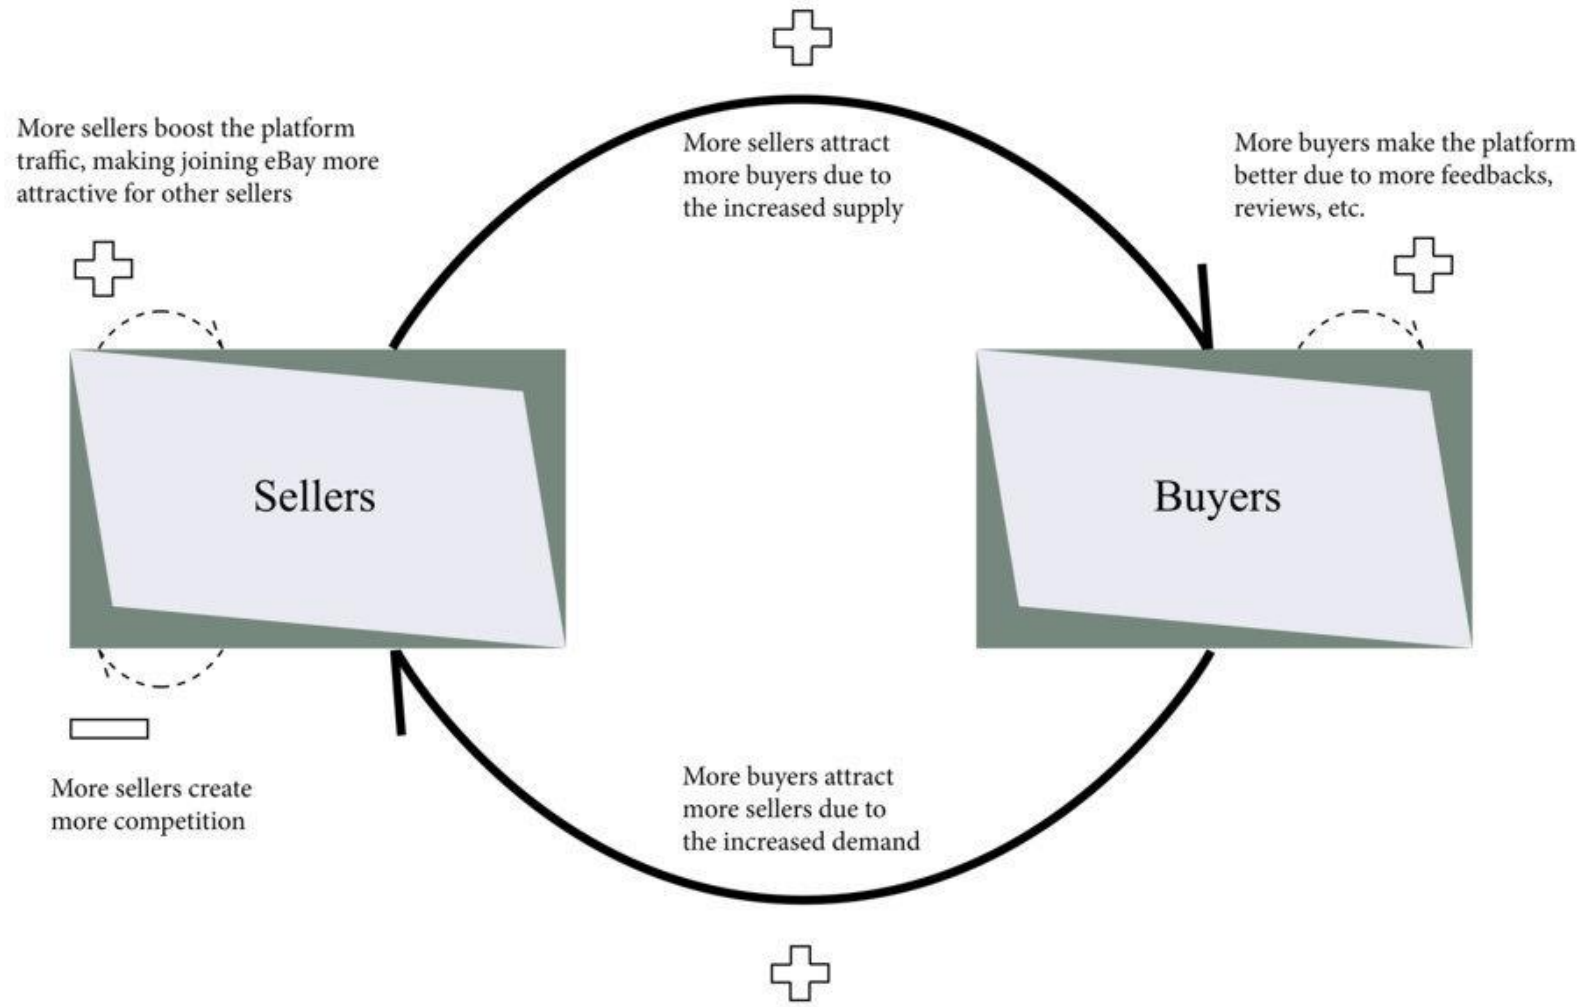 More sellers boost the platform
traffic, making joining eBay more
attractive for other sellers
More sellers attract
more buyers due to
the increased supply
More buyers make the platform
better due to more feedbacks,
reviews, etc.
Sellers
Buyers
More sellers create
more competition
More buyers attract
more sellers due to
the increased demand